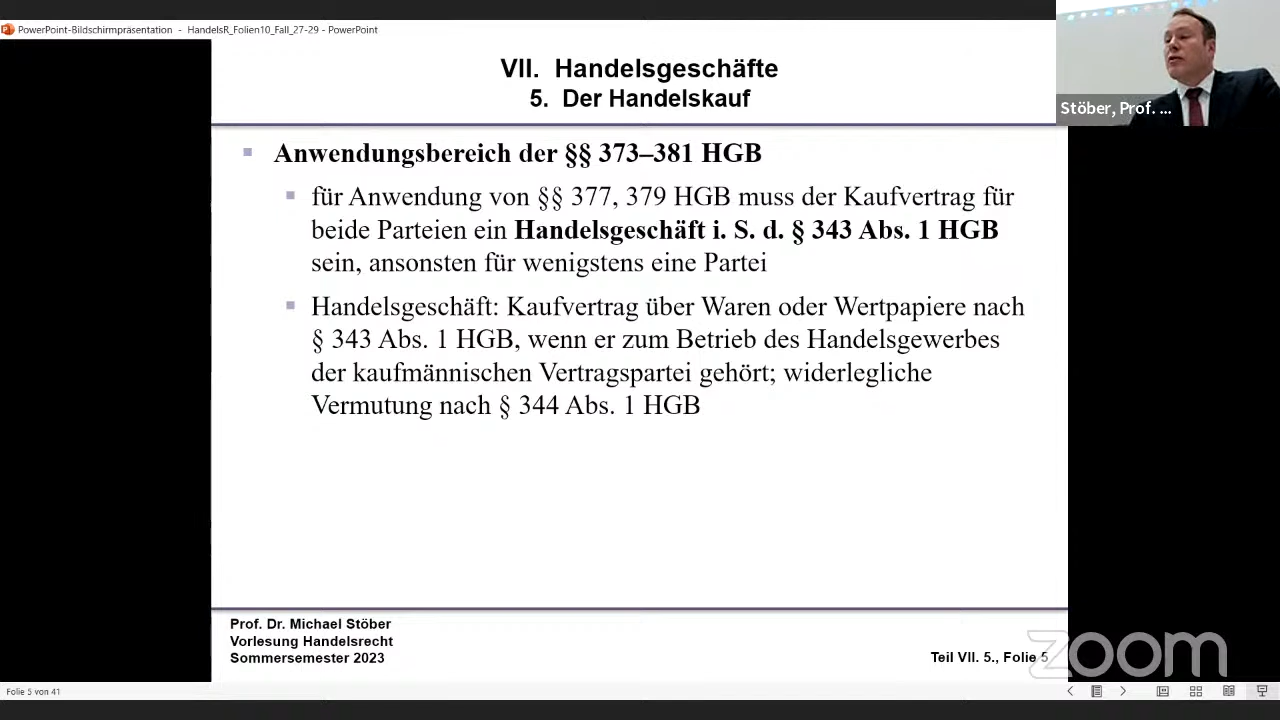 PowerPoint-Bildschirmpräsentation - HandelsR_Folien10_Fall_27-29 - PowerPoint
VII. Handelsgeschäfte
5. Der Handelskauf
Stöber, Prof. ...
Anwendungsbereich der §§ 373–381 HGB
für Anwendung von §§ 377, 379 HGB muss der Kaufvertrag für
beide Parteien ein Handelsgeschäft i. S. d. § 343 Abs. 1 HGB
sein, ansonsten für wenigstens eine Partei
Handelsgeschäft: Kaufvertrag über Waren oder Wertpapiere nach
§ 343 Abs. 1 HGB, wenn er zum Betrieb des Handelsgewerbes
der kaufmännischen Vertragspartei gehört; widerlegliche
Vermutung nach § 344 Abs. 1 HGB
Prof. Dr. Michael Stöber
Vorlesung Handelsrecht
Sommersemester 2023
Teil VII. 5., Folie 5
zoom
Folie 5 von 41